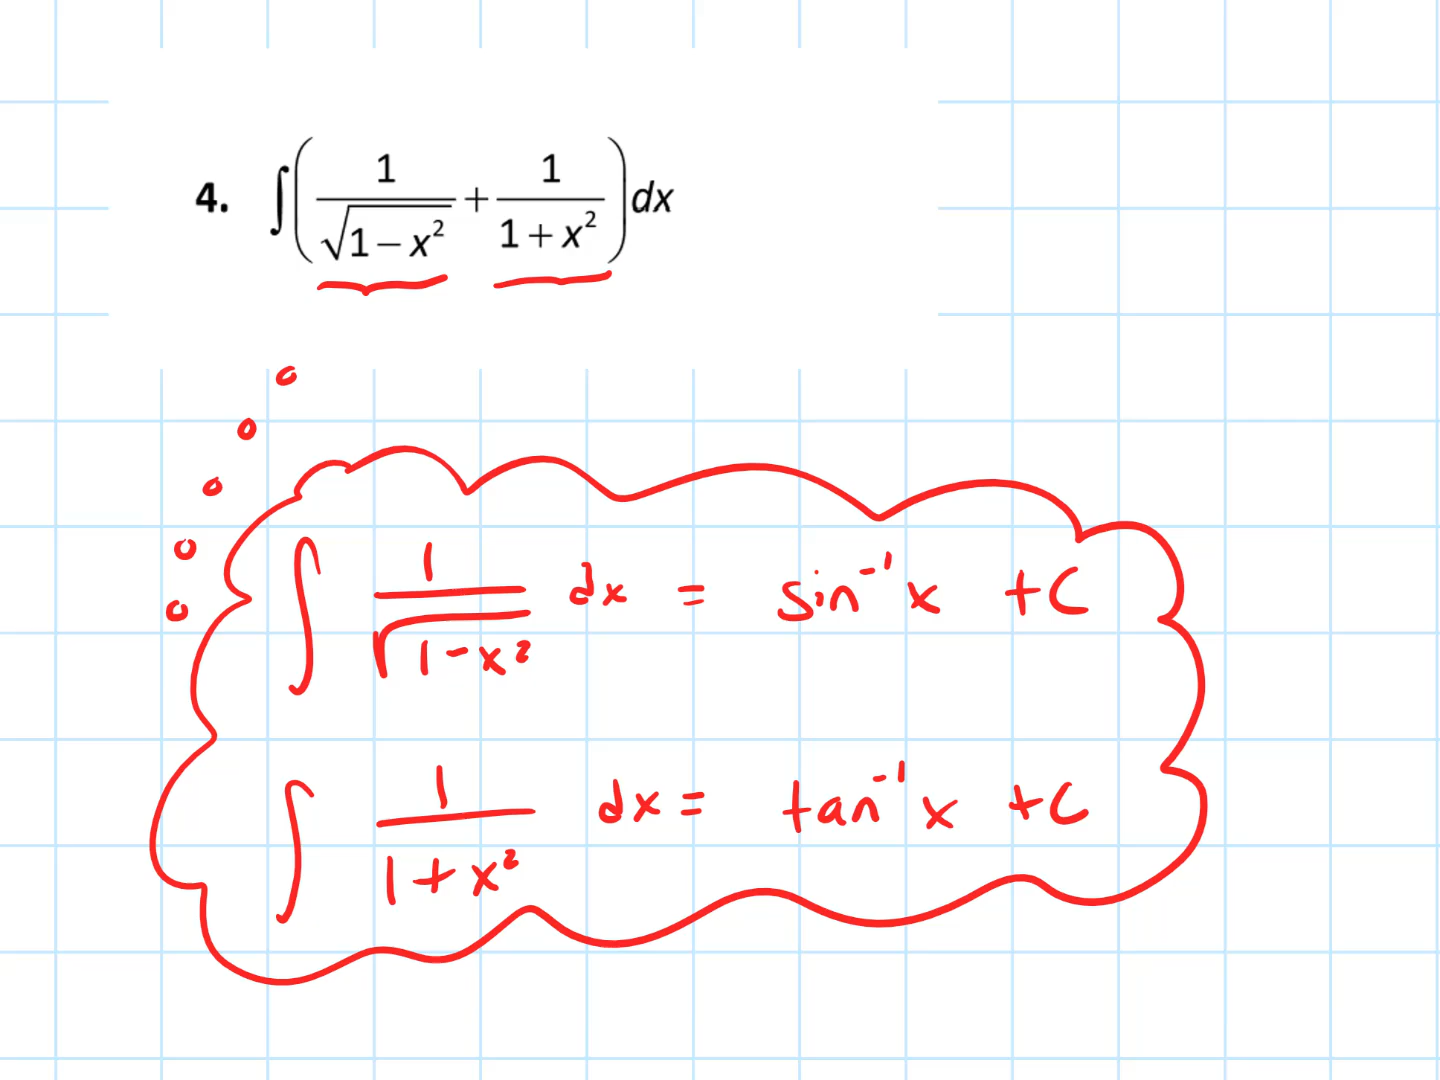 4. ∫(1/√(1−x²) + 1/(1+x²))dx
∫ 1/√(1-x²) dx = sin⁻¹x +C
∫ 1/(1+x²) dx = tan⁻¹x +C